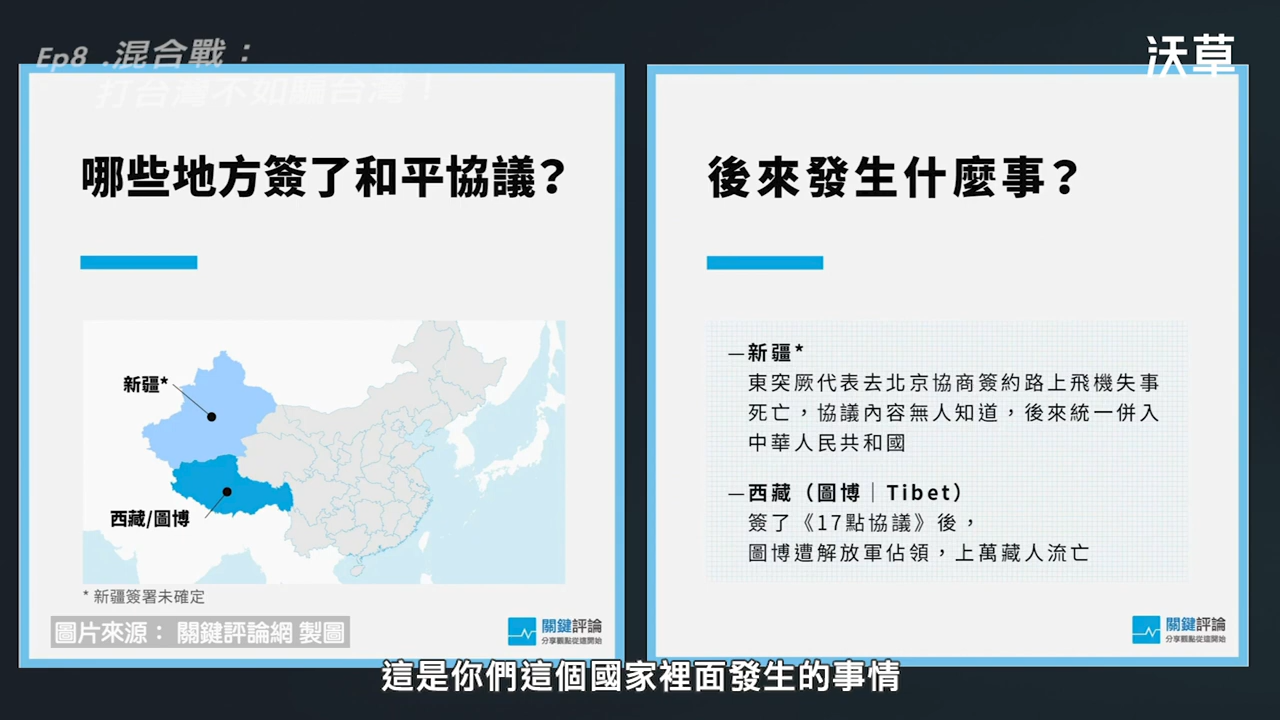 Ep8 .混合戰：
打台灣不如騙台灣！
沃草
哪些地方簽了和平協議？
新疆*
西藏/圖博
* 新疆簽署未確定
圖片來源： 關鍵評論網 製圖
關鍵評論
分享觀點從這開始
後來發生什麼事？
—新疆*
東突厥代表去北京協商簽約路上飛機失事
死亡，協議內容無人知道，後來統一併入
中華人民共和國
—西藏（圖博｜Tibet）
簽了《17點協議》後，
圖博遭解放軍佔領，上萬藏人流亡
關鍵評論
分享觀點從這開始
這是你們這個國家裡面發生的事情